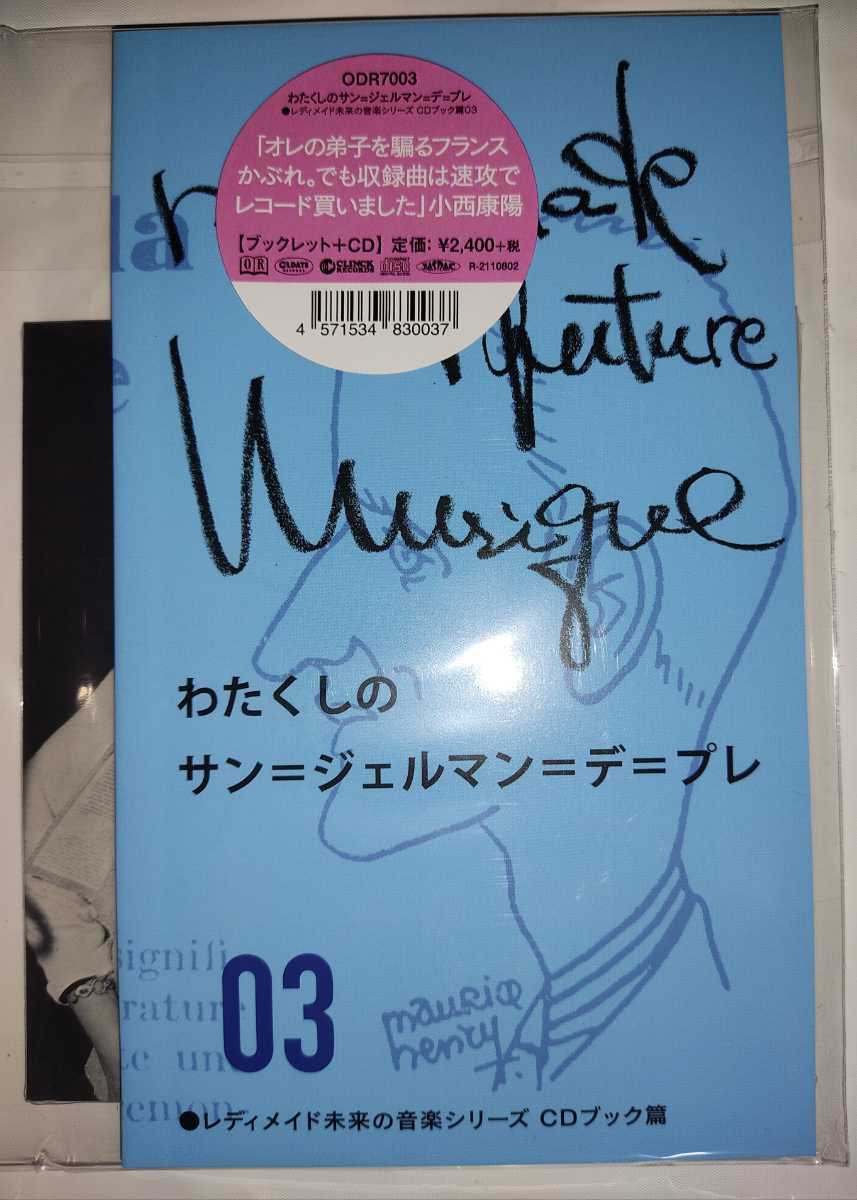 ODR7003
わたくしのサン=ジェルマン=デ=プレ
●レディメイド未来の音楽シリーズ CDブック篇03
「オレの弟子を騙るフランス
かぶれ。でも収録曲は速攻で
レコード買いました」小西康陽
【ブックレット+CD】定価:¥2,400+税
OR OLDAYS RECORDS CLINCK RECORDS R-2110802
4 571534 830037
Musique
わたくしの
サン=ジェルマン=デ=プレ
03
maurice
henry
●レディメイド未来の音楽シリーズ CDブック篇